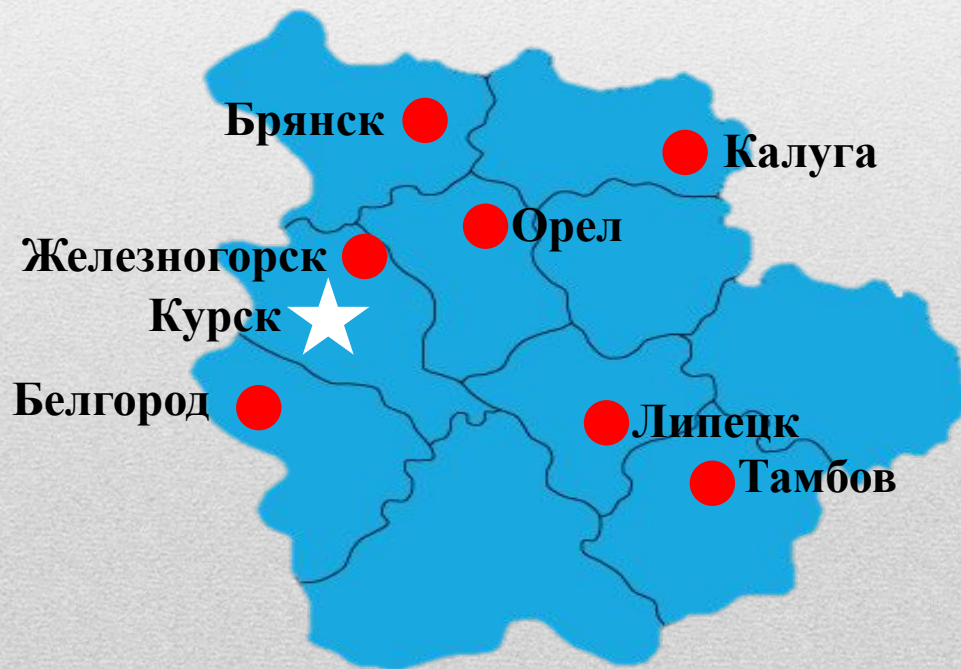 Брянск
Калуга
Орел
Железногорск
Курск
Белгород
Липецк
Тамбов